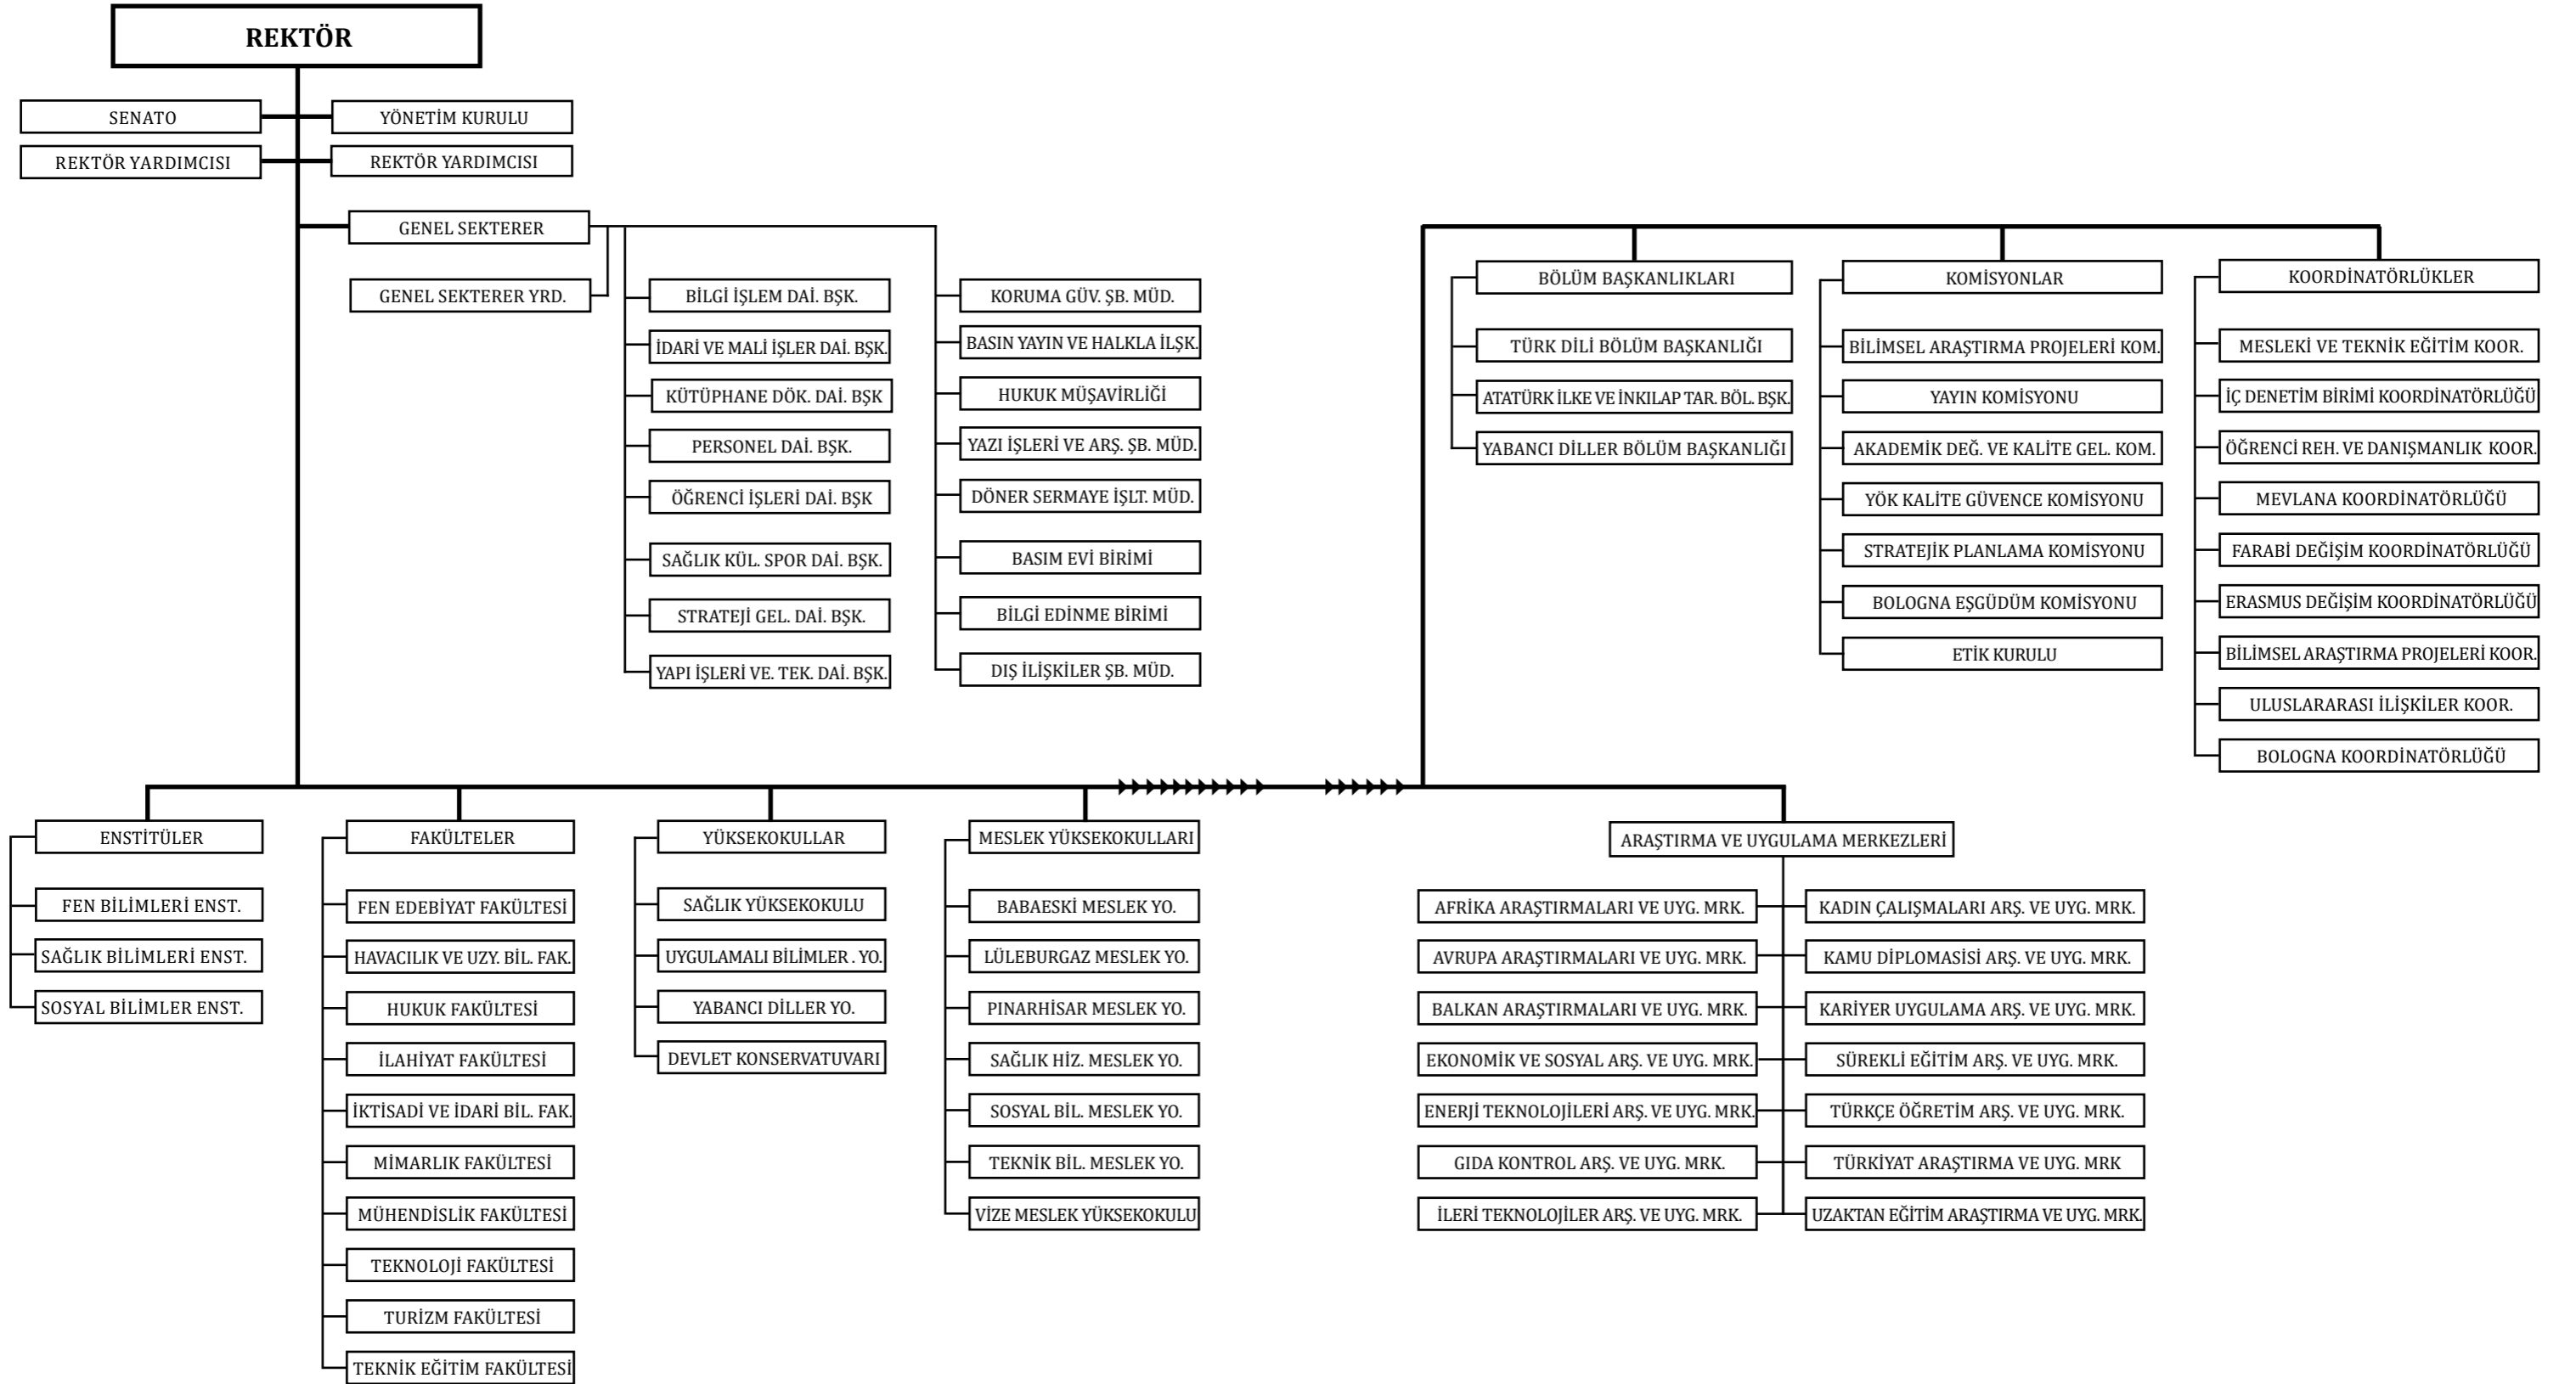 REKTÖR
SENATO
YÖNETİM KURULU
REKTÖR YARDIMCISI
REKTÖR YARDIMCISI
GENEL SEKTERER
GENEL SEKTERER YRD.
BİLGİ İŞLEM DAİ. BŞK.
İDARİ VE MALİ İŞLER DAİ. BŞK.
KÜTÜPHANE DÖK. DAİ. BŞK
PERSONEL DAİ. BŞK.
ÖĞRENCİ İŞLERİ DAİ. BŞK
SAĞLIK KÜL. SPOR DAİ. BŞK.
STRATEJİ GEL. DAİ. BŞK.
YAPI İŞLERİ VE. TEK. DAİ. BŞK.
KORUMA GÜV. ŞB. MÜD.
BASIN YAYIN VE HALKLA İLŞK.
HUKUK MÜŞAVİRLİĞİ
YAZI İŞLERİ VE ARŞ. ŞB. MÜD.
DÖNER SERMAYE İŞLT. MÜD.
BASIM EVİ BİRİMİ
BİLGİ EDİNME BİRİMİ
DIŞ İLİŞKİLER ŞB. MÜD.
BÖLÜM BAŞKANLIKLARI
TÜRK DİLİ BÖLÜM BAŞKANLIĞI
ATATÜRK İLKE VE İNKILAP TAR. BÖL. BŞK.
YABANCI DİLLER BÖLÜM BAŞKANLIĞI
KOMİSYONLAR
BİLİMSEL ARAŞTIRMA PROJELERİ KOM.
YAYIN KOMİSYONU
AKADEMİK DEĞ. VE KALİTE GEL. KOM.
YÖK KALİTE GÜVENCE KOMİSYONU
STRATEJİK PLANLAMA KOMİSYONU
BOLOGNA EŞGÜDÜM KOMİSYONU
ETİK KURULU
KOORDİNATÖRLÜKLER
MESLEKİ VE TEKNİK EĞİTİM KOOR.
İÇ DENETİM BİRİMİ KOORDİNATÖRLÜĞÜ
ÖĞRENCİ REH. VE DANIŞMANLIK KOOR.
MEVLANA KOORDİNATÖRLÜĞÜ
FARABİ DEĞİŞİM KOORDİNATÖRLÜĞÜ
ERASMUS DEĞİŞİM KOORDİNATÖRLÜĞÜ
BİLİMSEL ARAŞTIRMA PROJELERİ KOOR.
ULUSLARARASI İLİŞKİLER KOOR.
BOLOGNA KOORDİNATÖRLÜĞÜ
ENSTİTÜLER
FEN BİLİMLERİ ENST.
SAĞLIK BİLİMLERİ ENST.
SOSYAL BİLİMLER ENST.
FAKÜLTELER
FEN EDEBİYAT FAKÜLTESİ
HAVACILIK VE UZY. BİL. FAK.
HUKUK FAKÜLTESİ
İLAHİYAT FAKÜLTESİ
İKTİSADİ VE İDARİ BİL. FAK.
MİMARLIK FAKÜLTESİ
MÜHENDİSLİK FAKÜLTESİ
TEKNOLOJİ FAKÜLTESİ
TURİZM FAKÜLTESİ
TEKNİK EĞİTİM FAKÜLTESİ
YÜKSEKOKULLAR
SAĞLIK YÜKSEKOKULU
UYGULAMALI BİLİMLER . YO.
YABANCI DİLLER YO.
DEVLET KONSERVATUVARI
MESLEK YÜKSEKOKULLARI
BABAESKİ MESLEK YO.
LÜLEBURGAZ MESLEK YO.
PINARHİSAR MESLEK YO.
SAĞLIK HİZ. MESLEK YO.
SOSYAL BİL. MESLEK YO.
TEKNİK BİL. MESLEK YO.
VİZE MESLEK YÜKSEKOKULU
ARAŞTIRMA VE UYGULAMA MERKEZLERİ
AFRİKA ARAŞTIRMALARI VE UYG. MRK.
AVRUPA ARAŞTIRMALARI VE UYG. MRK.
BALKAN ARAŞTIRMALARI VE UYG. MRK.
EKONOMİK VE SOSYAL ARŞ. VE UYG. MRK.
ENERJİ TEKNOLOJİLERİ ARŞ. VE UYG. MRK.
GIDA KONTROL ARŞ. VE UYG. MRK.
İLERİ TEKNOLOJİLER ARŞ. VE UYG. MRK.
KADIN ÇALIŞMALARI ARŞ. VE UYG. MRK.
KAMU DİPLOMASİSİ ARŞ. VE UYG. MRK.
KARİYER UYGULAMA ARŞ. VE UYG. MRK.
SÜREKLİ EĞİTİM ARŞ. VE UYG. MRK.
TÜRKÇE ÖĞRETİM ARŞ. VE UYG. MRK.
TÜRKİYAT ARAŞTIRMA VE UYG. MRK
UZAKTAN EĞİTİM ARAŞTIRMA VE UYG. MRK.